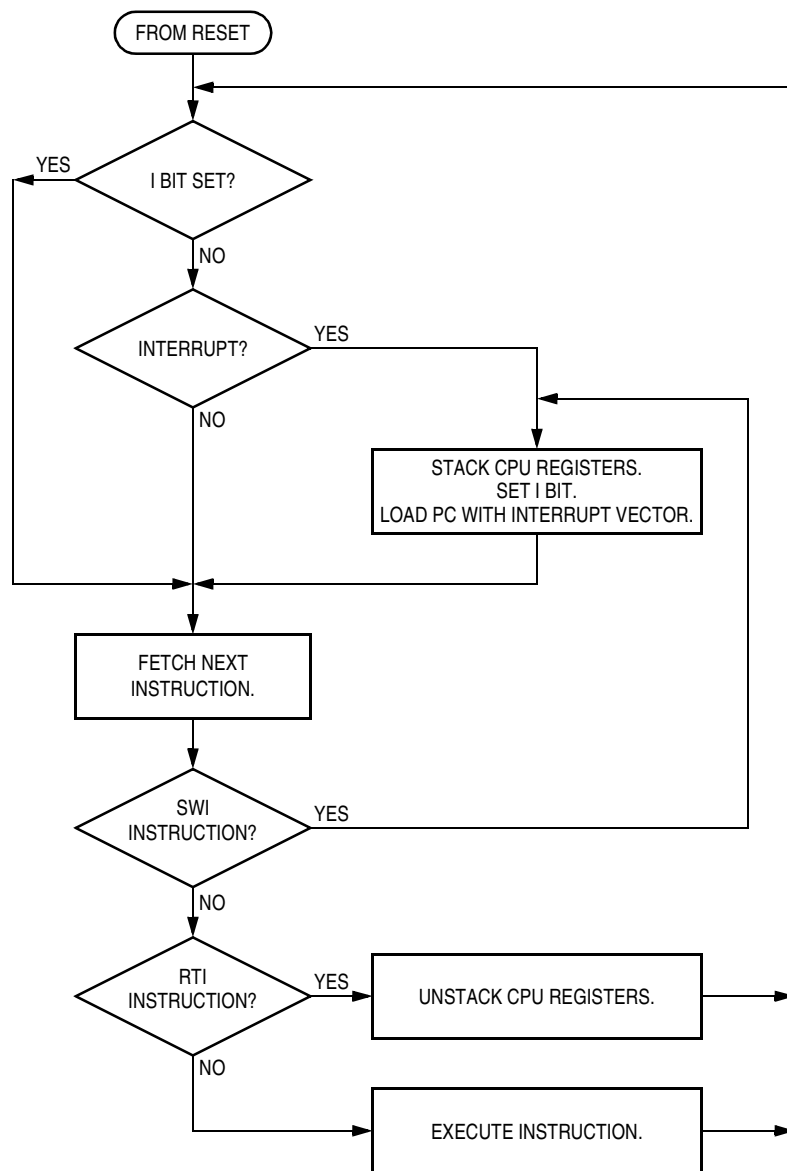 FROM RESET
YES
I BIT SET?
NO
INTERRUPT?
YES
NO
STACK CPU REGISTERS.
SET I BIT.
LOAD PC WITH INTERRUPT VECTOR.
FETCH NEXT
INSTRUCTION.
SWI
INSTRUCTION?
YES
NO
RTI
INSTRUCTION?
YES
UNSTACK CPU REGISTERS.
NO
EXECUTE INSTRUCTION.